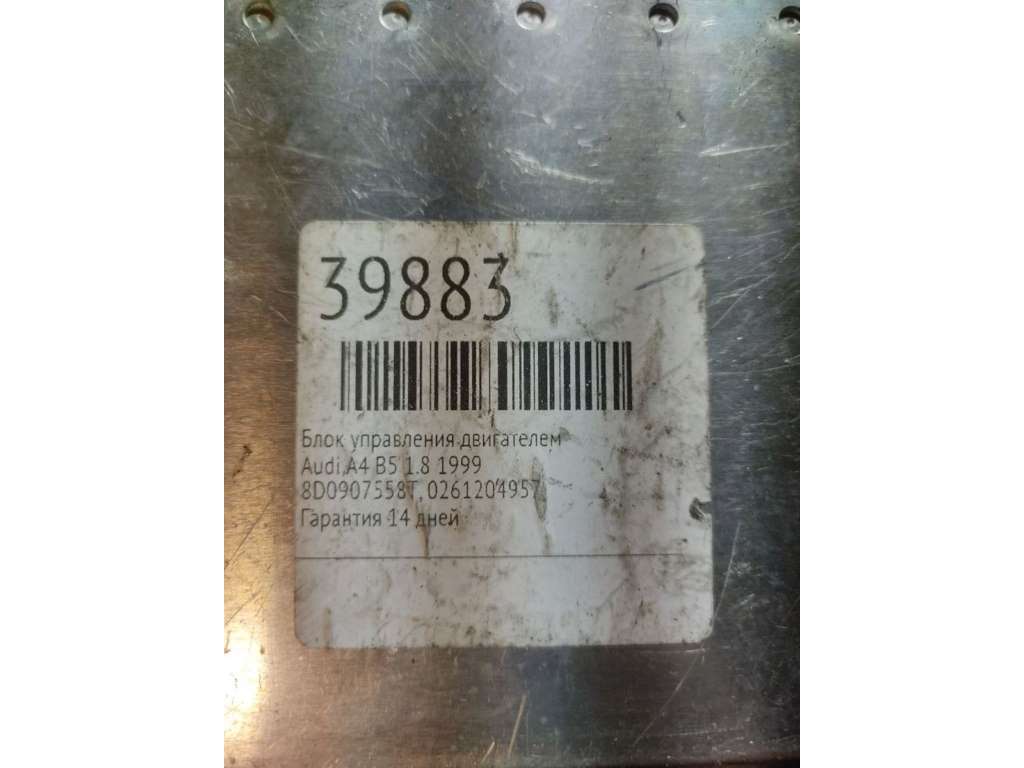 39883
Блок управления двигателем
Audi A4 B5 1.8 1999
8D0907558T, 0261204957
Гарантия 14 дней